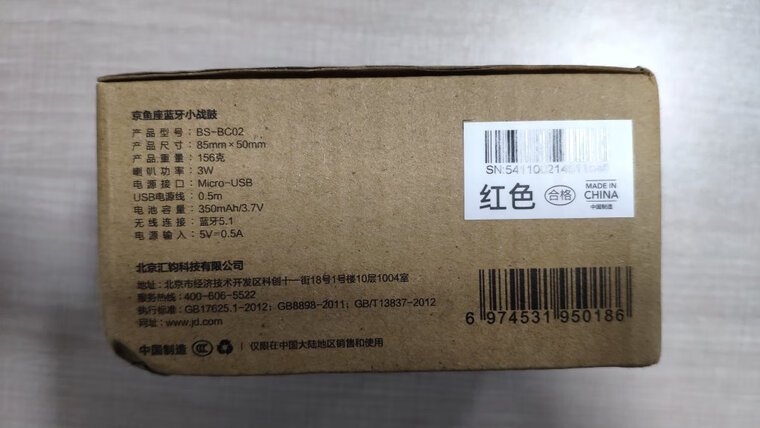 京鱼座蓝牙小战鼓
产品型号：BS-BC02
产品尺寸：85mm×50mm
产品重量：156克
喇叭功率：3W
电源接口：Micro-USB
USB电源线：0.5m
电池容量：350mAh/3.7V
无线连接：蓝牙5.1
电源输入：5V⎓0.5A
北京汇钧科技有限公司
地址：北京市经济技术开发区科创十一街18号1号楼10层1004室
服务热线：400-606-5522
执行标准：GB17625.1-2012；GB8898-2011；GB/T13837-2012
网址：www.jd.com
中国制造 CCC | 仅限在中国大陆地区销售和使用
红色 合格
MADE IN
CHINA
中国制造
6 974531 950186